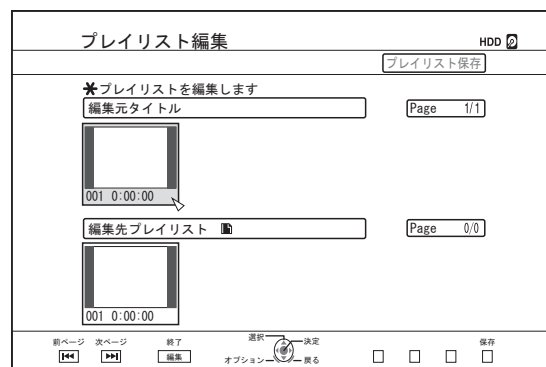 プレイリスト編集
HDD
プレイリスト保存
プレイリストを編集します
編集元タイトル
Page 1/1
001 0:00:00
編集先プレイリスト
Page 0/0
001 0:00:00
前ページ 次ページ 終了 選択 決定 保存
編集 オプション 戻る